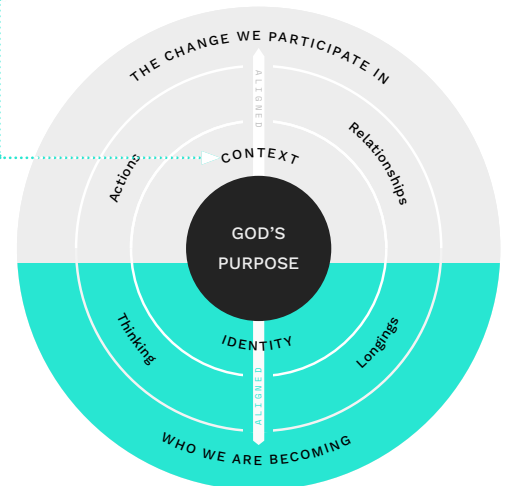 THE CHANGE WE PARTICIPATE IN
ALIGNED
CONTEXT
Actions
Relationships
GOD'S
PURPOSE
IDENTITY
Thinking
Longings
ALIGNED
WHO WE ARE BECOMING